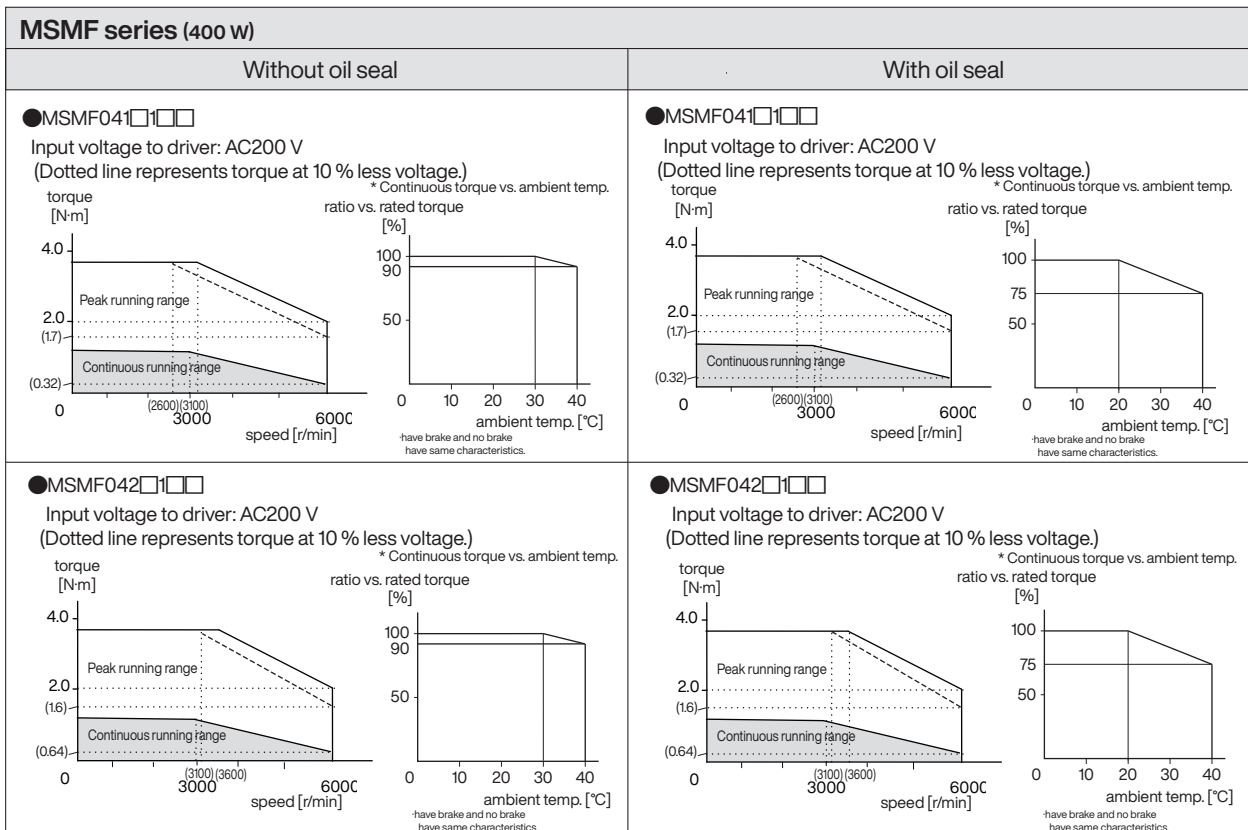 MSMF series (400 W)
Without oil seal
With oil seal
●MSMF041□1□□
Input voltage to driver: AC200 V
(Dotted line represents torque at 10 % less voltage.)
* Continuous torque vs. ambient temp.
torque
[N·m]
ratio vs. rated torque
[%]
4.0
Peak running range
2.0
(1.7)
Continuous running range
(0.32)
0
(2600)(3100)
3000
6000
speed [r/min]
100
90
50
0
10
20
30
40
ambient temp. [°C]
·have brake and no brake
have same characteristics.
●MSMF041□1□□
Input voltage to driver: AC200 V
(Dotted line represents torque at 10 % less voltage.)
* Continuous torque vs. ambient temp.
torque
[N·m]
ratio vs. rated torque
[%]
4.0
Peak running range
2.0
(1.7)
Continuous running range
(0.32)
0
(2600)(3100)
3000
6000
speed [r/min]
100
75
50
0
10
20
30
40
ambient temp. [°C]
·have brake and no brake
have same characteristics.
●MSMF042□1□□
Input voltage to driver: AC200 V
(Dotted line represents torque at 10 % less voltage.)
* Continuous torque vs. ambient temp.
torque
[N·m]
ratio vs. rated torque
[%]
4.0
Peak running range
2.0
(1.6)
Continuous running range
(0.64)
0
(3100)(3600)
3000
6000
speed [r/min]
100
90
50
0
10
20
30
40
ambient temp. [°C]
·have brake and no brake
have same characteristics.
●MSMF042□1□□
Input voltage to driver: AC200 V
(Dotted line represents torque at 10 % less voltage.)
* Continuous torque vs. ambient temp.
torque
[N·m]
ratio vs. rated torque
[%]
4.0
Peak running range
2.0
(1.6)
Continuous running range
(0.64)
0
(3100)(3600)
3000
6000
speed [r/min]
100
75
50
0
10
20
30
40
ambient temp. [°C]
·have brake and no brake
have same characteristics.